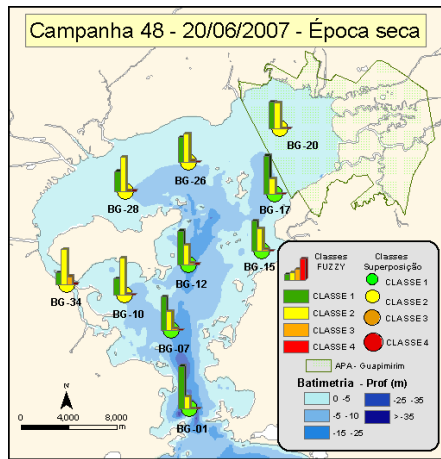 Campanha 48 - 20/06/2007 - Época seca
BG-20
BG-26
BG-17
BG-28
BG-15
BG-12
BG-34
BG-10
BG-07
BG-01
N
0 4,000 8,000
m
Classes FUZZY
CLASSE 1
CLASSE 2
CLASSE 3
CLASSE 4
Classes Superposição
CLASSE 1
CLASSE 2
CLASSE 3
CLASSE 4
APA - Guapimirim
Batimetria - Prof (m)
0 -5
-5 -10
-15 -25
-25 -35
>-35